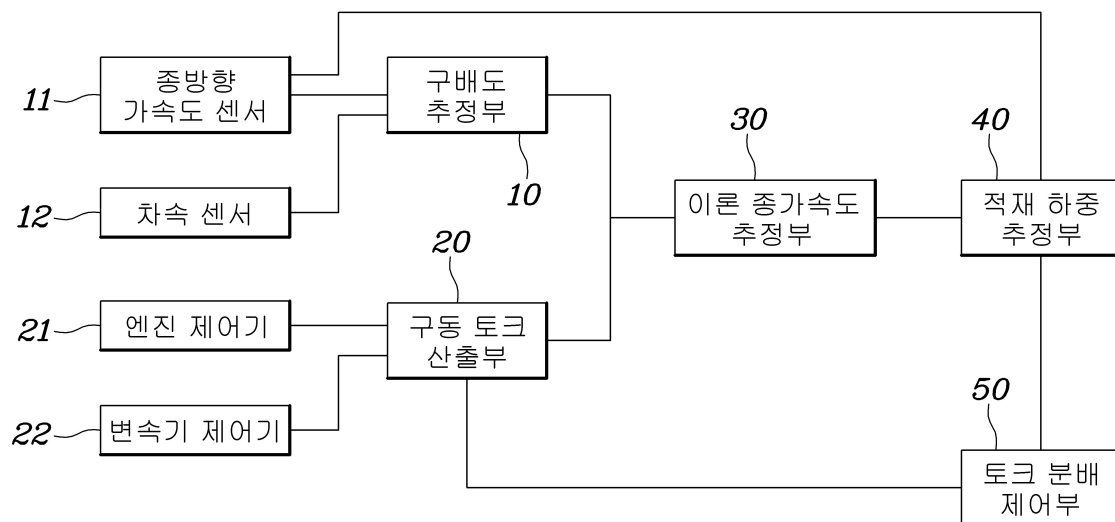 11
종방향
가속도 센서
구배도
추정부
10
30
이론 종가속도
추정부
40
적재 하중
추정부
12
차속 센서
20
구동 토크
산출부
21
엔진 제어기
22
변속기 제어기
50
토크 분배
제어부